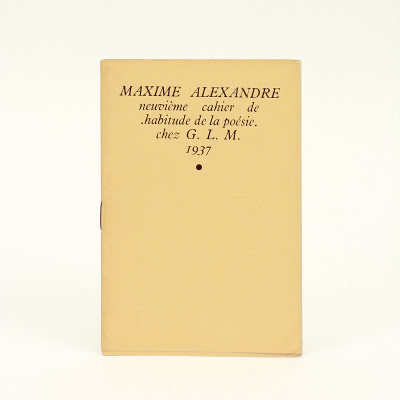 MAXIME ALEXANDRE
neuvième cahier de
.habitude de la poésie.
chez G. L. M.
1937